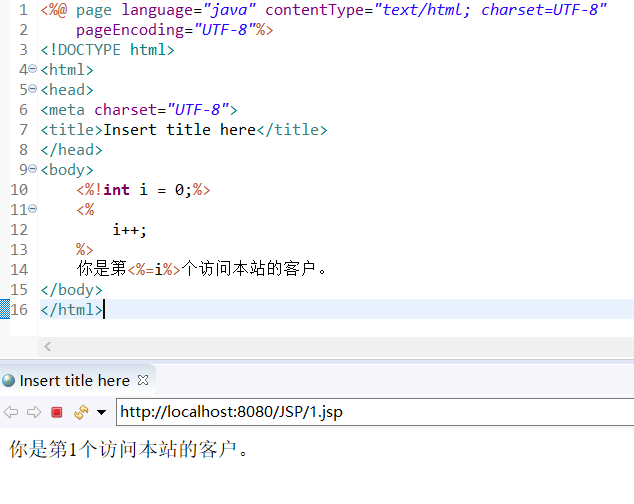 1 <%@ page language="java" contentType="text/html; charset=UTF-8"
2     pageEncoding="UTF-8"%>
3 <!DOCTYPE html>
4 <html>
5 <head>
6 <meta charset="UTF-8">
7 <title>Insert title here</title>
8 </head>
9 <body>
10     <%!int i = 0;%>
11     <%
12         i++;
13     %>
14     你是第<%=i%>个访问本站的客户。
15 </body>
16 </html>
Insert title here
http://localhost:8080/JSP/1.jsp
你是第1个访问本站的客户。